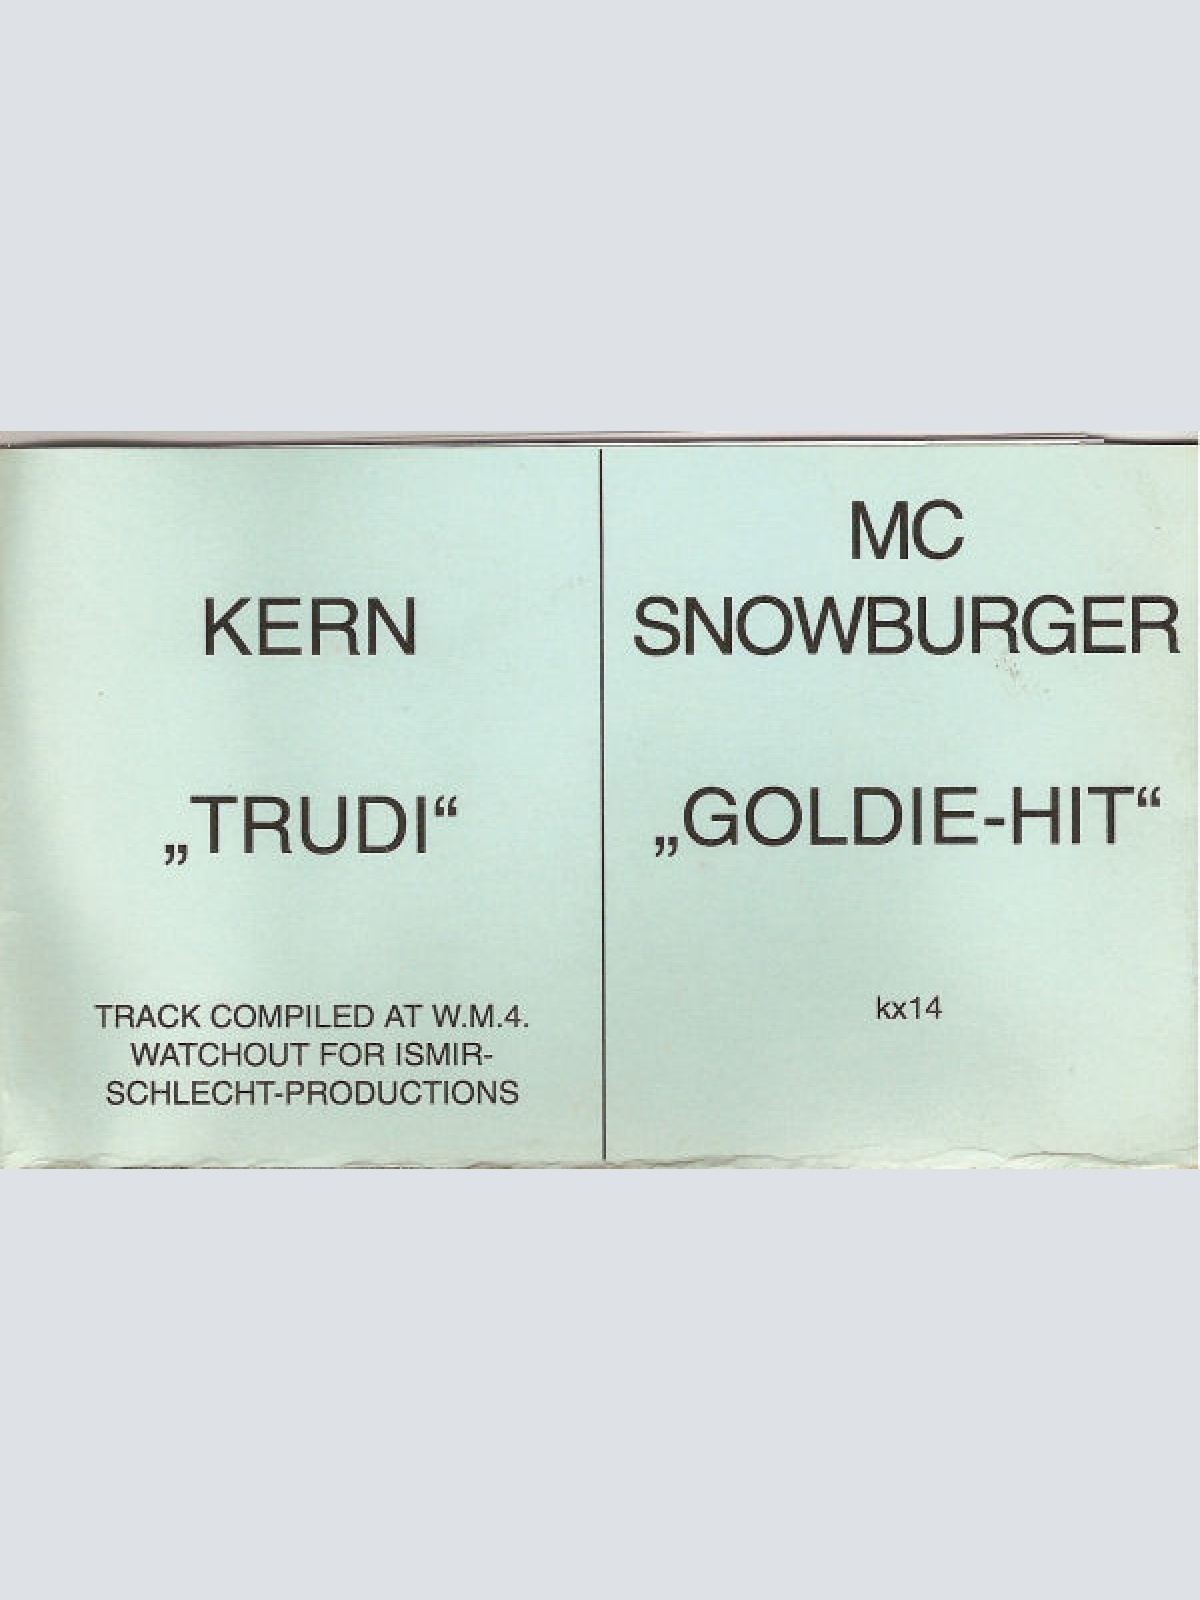 KERN
„TRUDI“
TRACK COMPILED AT W.M.4.
WATCHOUT FOR ISMIR-
SCHLECHT-PRODUCTIONS
MC
SNOWBURGER
„GOLDIE-HIT“
kx14